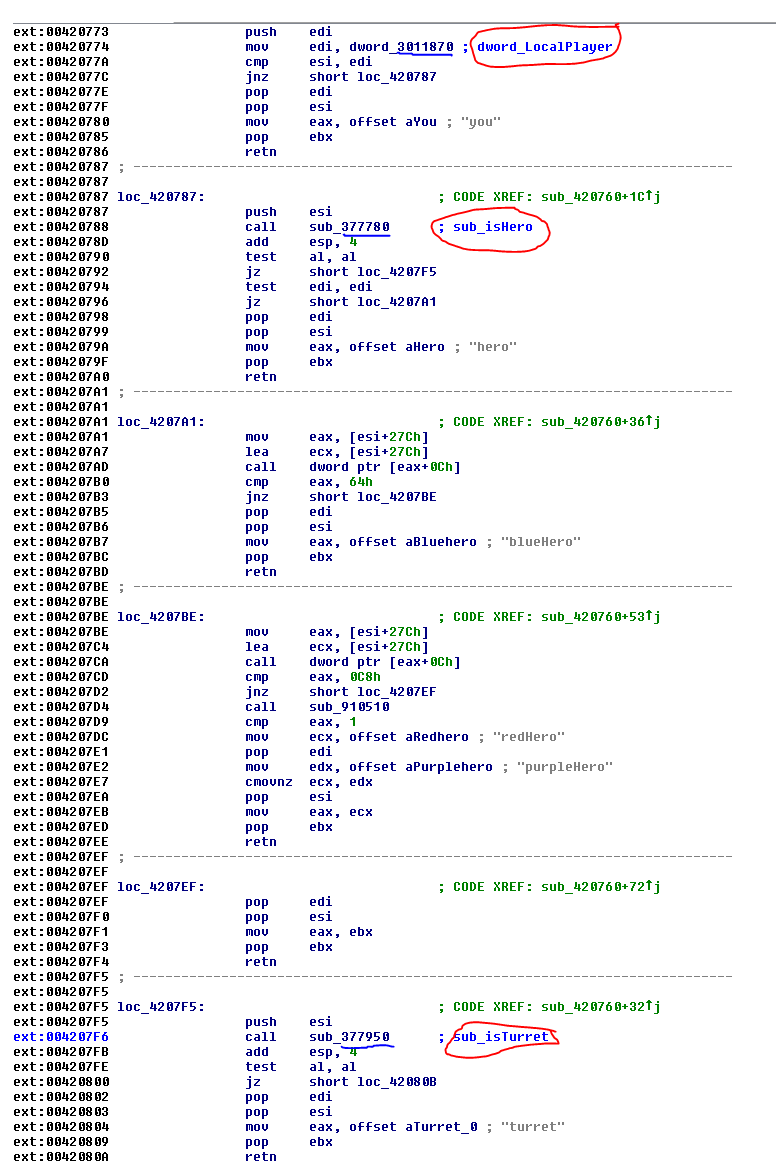 ext:00420773 push edi
ext:00420774 mov edi, dword_3011870 ; dword_LocalPlayer
ext:0042077A cmp esi, edi
ext:0042077C jnz short loc_420787
ext:0042077E pop edi
ext:0042077F pop esi
ext:00420780 mov eax, offset aYou ; "you"
ext:00420785 pop ebx
ext:00420786 retn
ext:00420787 ; ---------------------------------------------------------------------------
ext:00420787
ext:00420787 loc_420787: ; CODE XREF: sub_420760+1C↑j
ext:00420787 push esi
ext:00420788 call sub_377780 ; sub_isHero
ext:0042078D add esp, 4
ext:00420790 test al, al
ext:00420792 jz short loc_4207F5
ext:00420794 test edi, edi
ext:00420796 jz short loc_4207A1
ext:00420798 pop edi
ext:00420799 pop esi
ext:0042079A mov eax, offset aHero ; "hero"
ext:0042079F pop ebx
ext:004207A0 retn
ext:004207A1 ; ---------------------------------------------------------------------------
ext:004207A1
ext:004207A1 loc_4207A1: ; CODE XREF: sub_420760+36↑j
ext:004207A1 mov eax, [esi+27Ch]
ext:004207A7 lea ecx, [esi+27Ch]
ext:004207AD call dword ptr [eax+0Ch]
ext:004207B0 cmp eax, 64h
ext:004207B3 jnz short loc_4207BE
ext:004207B5 pop edi
ext:004207B6 pop esi
ext:004207B7 mov eax, offset aBluehero ; "blueHero"
ext:004207BC pop ebx
ext:004207BD retn
ext:004207BE ; ---------------------------------------------------------------------------
ext:004207BE
ext:004207BE loc_4207BE: ; CODE XREF: sub_420760+53↑j
ext:004207BE mov eax, [esi+27Ch]
ext:004207C4 lea ecx, [esi+27Ch]
ext:004207CA call dword ptr [eax+0Ch]
ext:004207CD cmp eax, 0C8h
ext:004207D2 jnz short loc_4207EF
ext:004207D4 call sub_910510
ext:004207D9 cmp eax, 1
ext:004207DC mov ecx, offset aRedhero ; "redHero"
ext:004207E1 pop edi
ext:004207E2 mov edx, offset aPurplehero ; "purpleHero"
ext:004207E7 cmovnz ecx, edx
ext:004207EA pop esi
ext:004207EB mov eax, ecx
ext:004207ED pop ebx
ext:004207EE retn
ext:004207EF ; ---------------------------------------------------------------------------
ext:004207EF
ext:004207EF loc_4207EF: ; CODE XREF: sub_420760+72↑j
ext:004207EF pop edi
ext:004207F0 pop esi
ext:004207F1 mov eax, ebx
ext:004207F3 pop ebx
ext:004207F4 retn
ext:004207F5 ; ---------------------------------------------------------------------------
ext:004207F5
ext:004207F5 loc_4207F5: ; CODE XREF: sub_420760+32↑j
ext:004207F5 push esi
ext:004207F6 call sub_377950 ; sub_isTurret
ext:004207FB add esp, 4
ext:004207FE test al, al
ext:00420800 jz short loc_42080B
ext:00420802 pop edi
ext:00420803 pop esi
ext:00420804 mov eax, offset aTurret_0 ; "turret"
ext:00420809 pop ebx
ext:0042080A retn